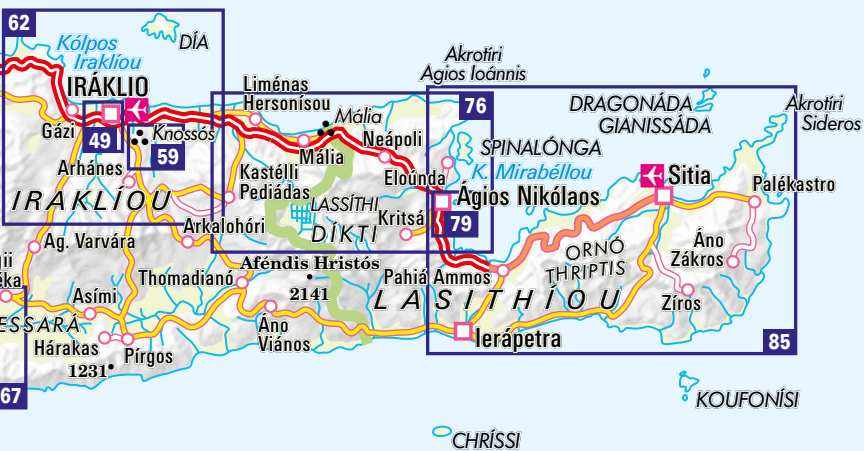 62
Kólpos
Iraklíou
DÍA
IRÁKLIO
Gázi
49
Knossós
59
Arhánes
IRAKLÍOU
Liménas
Hersonísou
Mália
Mália
Neápoli
76
Akrotíri
Agios Ioánnis
SPINALÓNGA
K. Mirabéllou
Eloúnda
Kastélli
Pediádas
LASSÍTHI
DÍKTI
Kritsá
Ágios Nikólaos
79
DRAGONÁDA
GIANISSÁDA
Akrotíri
Sideros
Sitia
Palékastro
Áno
Zákros
ORNÓ
THRIPTIS
Zíros
Arkalohóri
Ag. Varvára
Aféndis Hristós
2141
Thomadianó
Pahiá Ammos
LASITHÍOU
Asími
ESSARÁ
Hárakas
Pírgos
1231
Áno
Viános
Ierápetra
85
67
KOUFONÍSI
CHRÍSSI